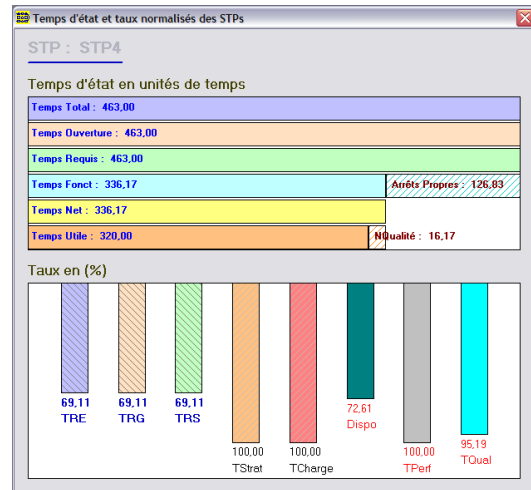 Temps d'état et taux normalisés des STPs
STP : STP4
Temps d'état en unités de temps
Temps Total : 463,00
Temps Ouverture : 463,00
Temps Requis : 463,00
Temps Fonct : 336,17 Arrêts Propres : 126,83
Temps Net : 336,17
Temps Utile : 320,00 NQualité : 16,17
Taux en (%)
69,11 69,11 69,11 72,61
TRE TRG TRS Dispo
100,00 100,00 100,00 95,19
TStrat TCharge TPerf TQual